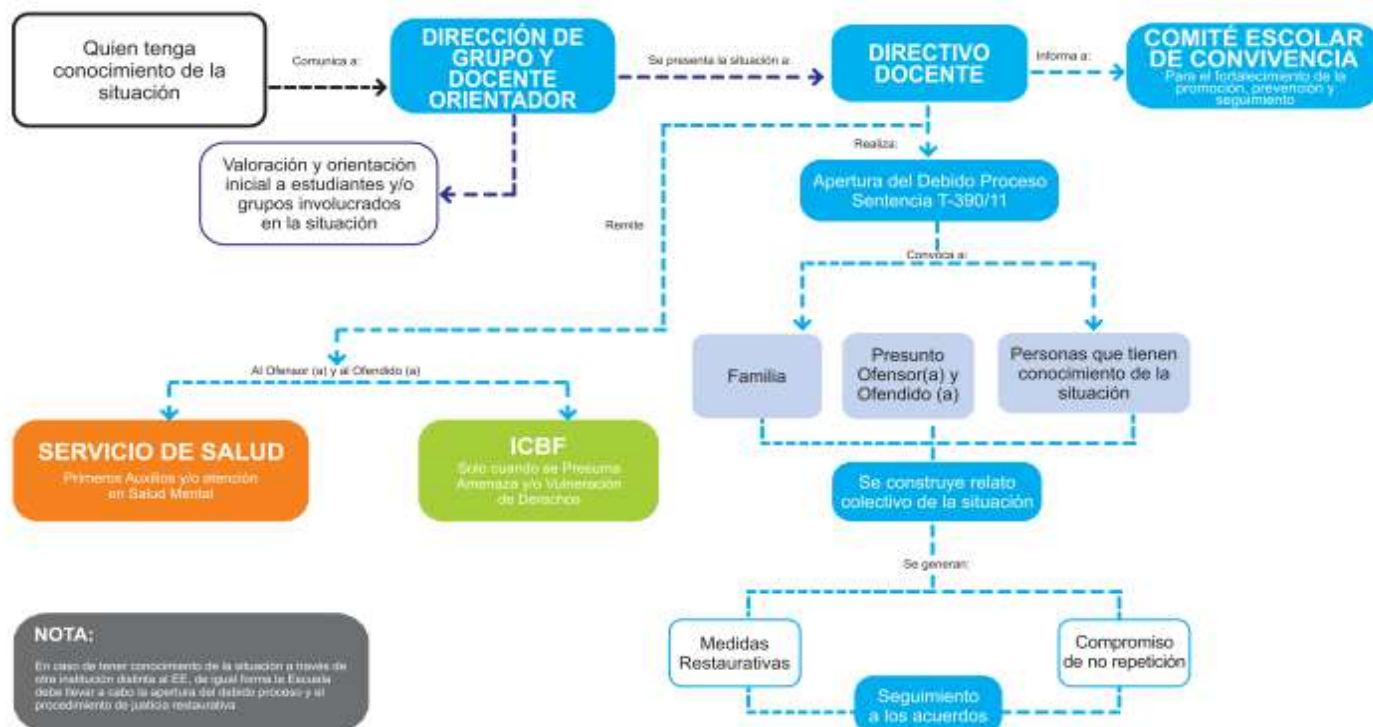 Quien tenga
conocimiento de la
situación
Comunica a:
DIRECCIÓN DE
GRUPO Y
DOCENTE
ORIENTADOR
Se presenta la situación a:
DIRECTIVO
DOCENTE
Informa a:
COMITÉ ESCOLAR
DE CONVIVENCIA
Para el fortalecimiento de la
promoción, prevención y
seguimiento
Valoración y orientación
inicial a estudiantes y/o
grupos involucrados
en la situación
Realiza:
Apertura del Debido Proceso
Sentencia T-390/11
Remite
Convoca a:
Familia
Presunto
Ofensor(a) y
Ofendido (a)
Personas que tienen
conocimiento de la
situación
Al Ofensor (a) y al Ofendido (a)
SERVICIO DE SALUD
Primeros Auxilios y/o atención
en Salud Mental
ICBF
Solo cuando se Presuma
Amenaza y/o Vulneración
de Derechos
Se construye relato
colectivo de la situación
Se generan:
Medidas
Restaurativas
Compromiso
de no repetición
Seguimiento
a los acuerdos
NOTA:
En caso de tener conocimiento de la situación a través de
otra institución distinta al EE, de igual forma la Escuela
debe llevar a cabo la apertura del debido proceso y el
procedimiento de justicia restaurativa